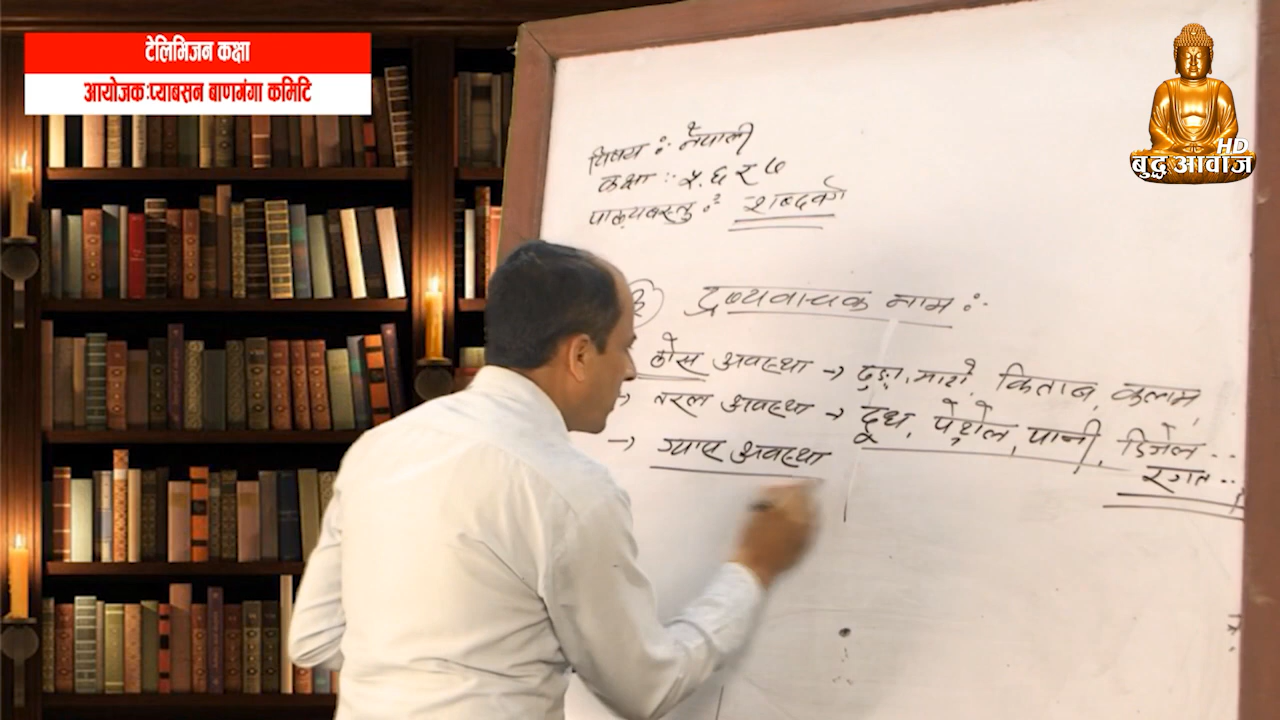 टेलिभिजन कक्षा
आयोजकःप्याबसन बाणगंगा कमिटि
HD
बुद्ध आवाज
विषय : नेपाली
कक्षा : ५, ६ र ७
पाठ्यवस्तु : शब्दको
द्रव्यवाचक नाम :
ठोस अवस्था → ढुङ्गा, माटो, किताब, कलम,
→ तरल अवस्था → दूध, पेट्रोल, पानी, डिजेल ..
रगत ..
→ ग्यास अवस्था